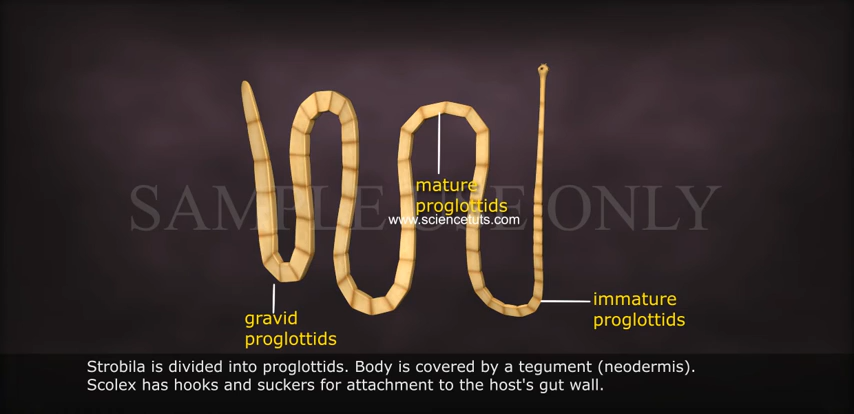 mature
proglottids
SAMPLE USE ONLY
www.sciencetuts.com
immature
proglottids
gravid
proglottids
Strobila is divided into proglottids. Body is covered by a tegument (neodermis).
Scolex has hooks and suckers for attachment to the host's gut wall.